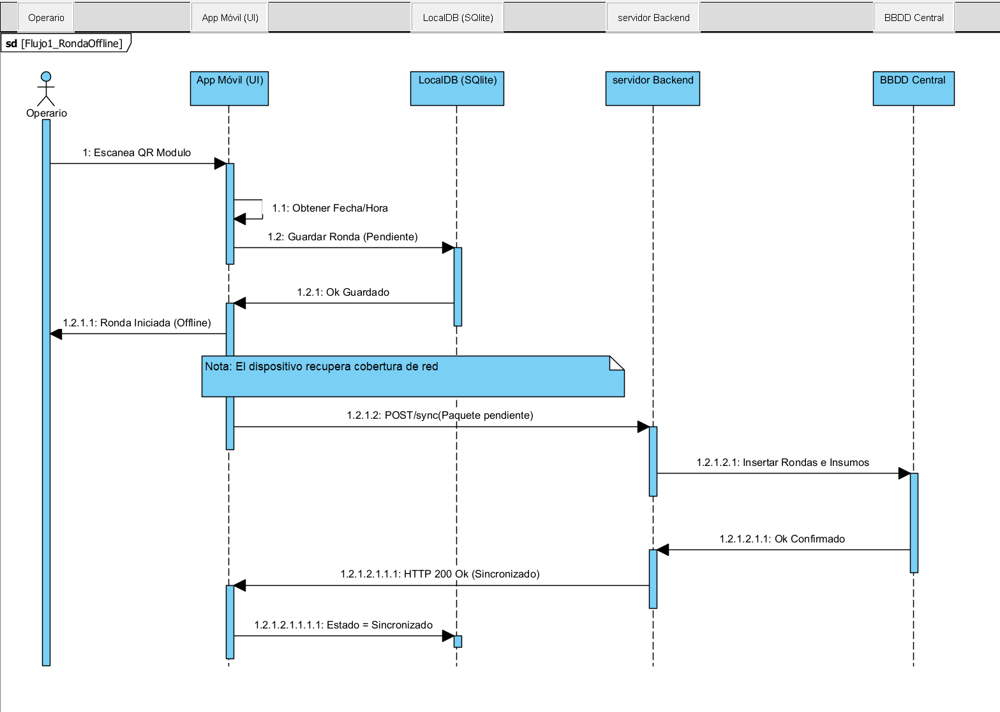 Operario
App Móvil (UI)
LocalDB (SQlite)
servidor Backend
BBDD Central
sd [Flujo1_RondaOffline]
Operario
App Móvil (UI)
LocalDB (SQlite)
servidor Backend
BBDD Central
1: Escanea QR Modulo
1.1: Obtener Fecha/Hora
1.2: Guardar Ronda (Pendiente)
1.2.1: Ok Guardado
1.2.1.1: Ronda Iniciada (Offline)
Nota: El dispositivo recupera cobertura de red
1.2.1.2: POST/sync(Paquete pendiente)
1.2.1.2.1: Insertar Rondas e Insumos
1.2.1.2.1.1: Ok Confirmado
1.2.1.2.1.1.1: HTTP 200 Ok (Sincronizado)
1.2.1.2.1.1.1.1: Estado = Sincronizado